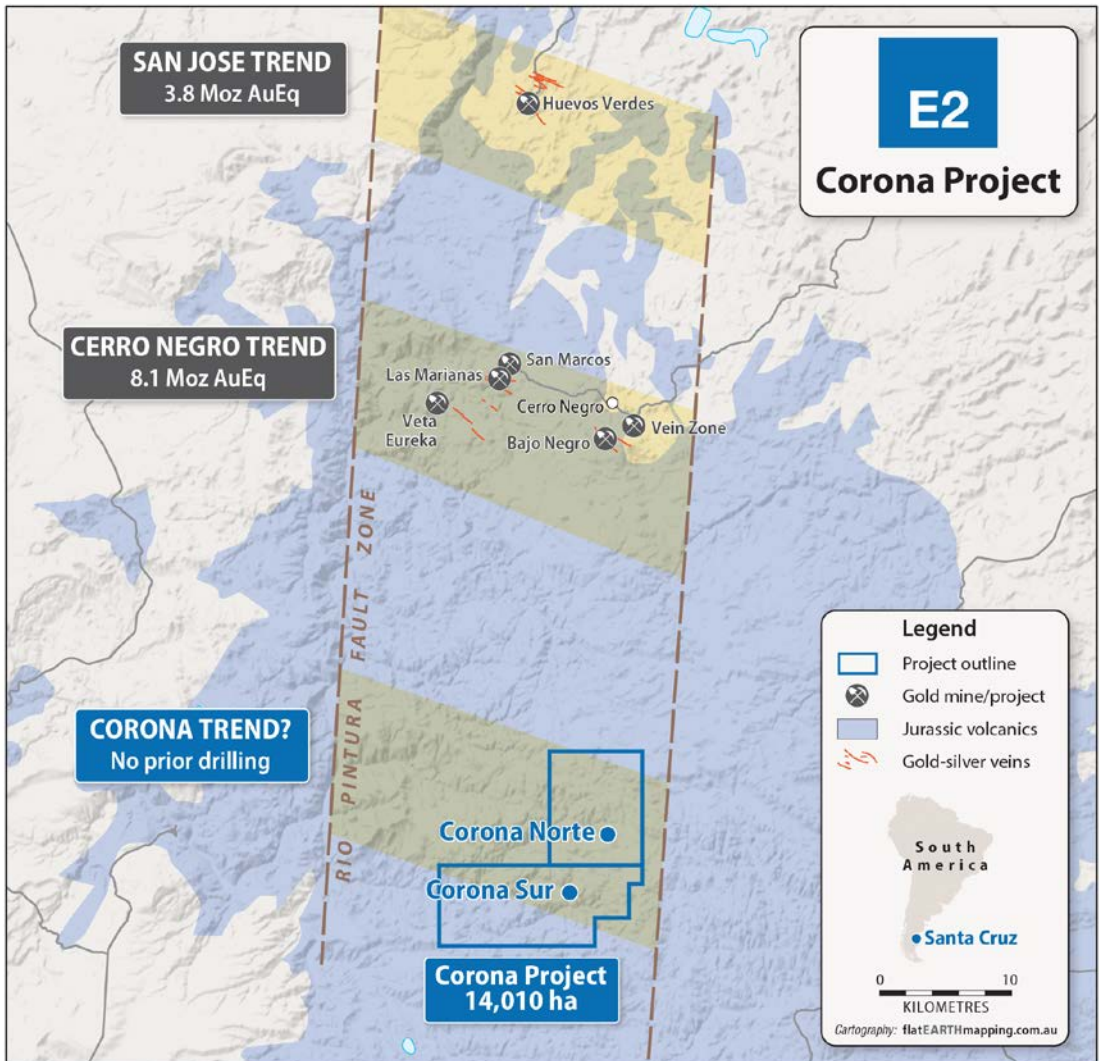 SAN JOSE TREND
3.8 Moz AuEq
Huevos Verdes
E2
Corona Project
CERRO NEGRO TREND
8.1 Moz AuEq
San Marcos
Las Marianas
Cerro Negro
Veta
Eureka
Vein Zone
Bajo Negro
RIO PINTURA FAULT ZONE
CORONA TREND?
No prior drilling
Corona Norte
Corona Sur
Corona Project
14,010 ha
Legend
Project outline
Gold mine/project
Jurassic volcanics
Gold-silver veins
South
America
Santa Cruz
0 10
KILOMETRES
Cartography: flatEARTHmapping.com.au